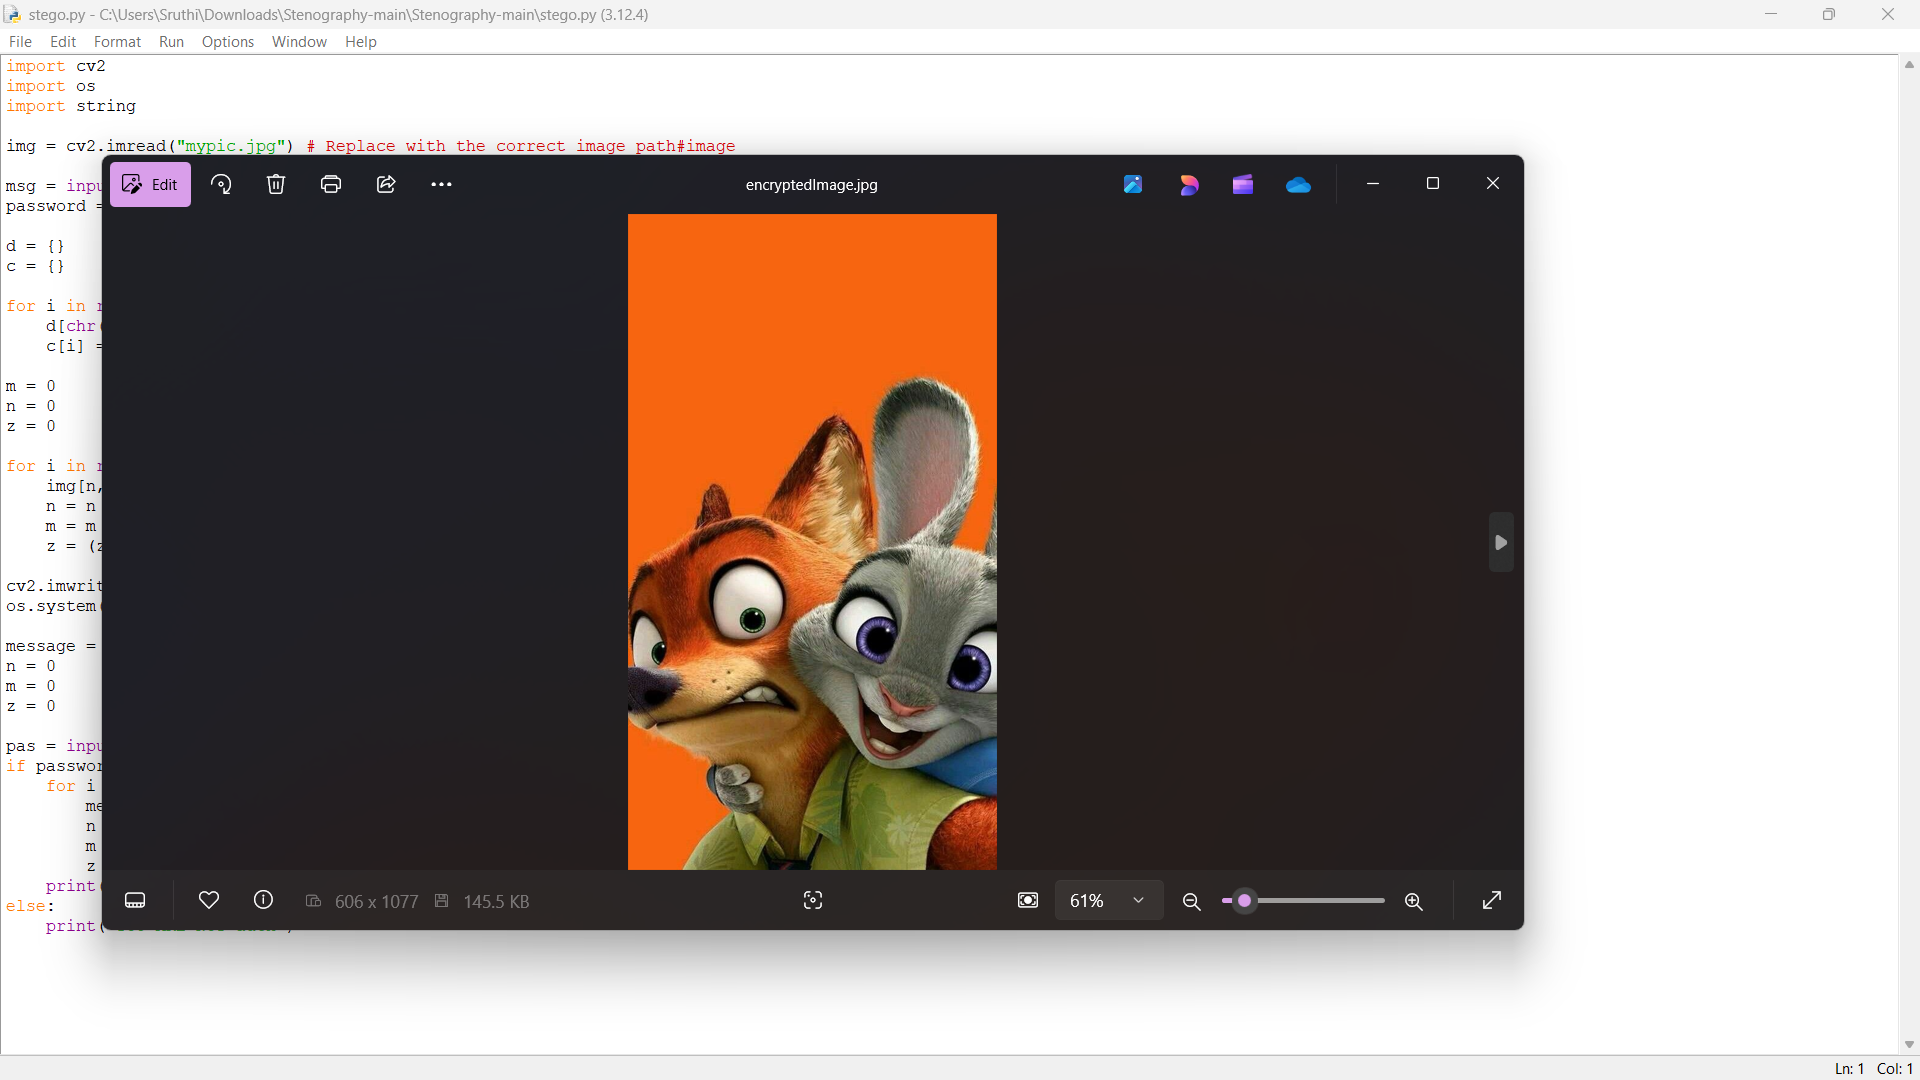 stego.py - C:\Users\Sruthi\Downloads\Stenography-main\Stenography-main\stego.py (3.12.4)
File Edit Format Run Options Window Help
import cv2
import os
import string
img = cv2.imread("mypic.jpg") # Replace with the correct image path#image
Edit encryptedImage.jpg
msg = inpu
password =
d = {}
c = {}
for i in r
d[chr(
c[i] =
m = 0
n = 0
z = 0
for i in r
img[n,
n = n
m = m
z = (z
cv2.imwrit
os.system(
message =
n = 0
m = 0
z = 0
pas = inpu
if passwor
for i
me
n
m
z
print(
else:
print(
606 x 1077 145.5 KB 61%
Ln: 1 Col: 1